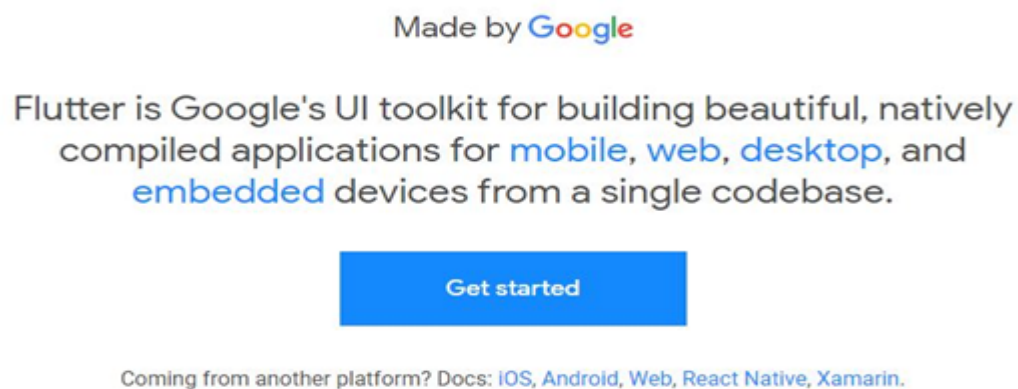 Made by Google
Flutter is Google's UI toolkit for building beautiful, natively
compiled applications for mobile, web, desktop, and
embedded devices from a single codebase.
Get started
Coming from another platform? Docs: iOS, Android, Web, React Native, Xamarin.